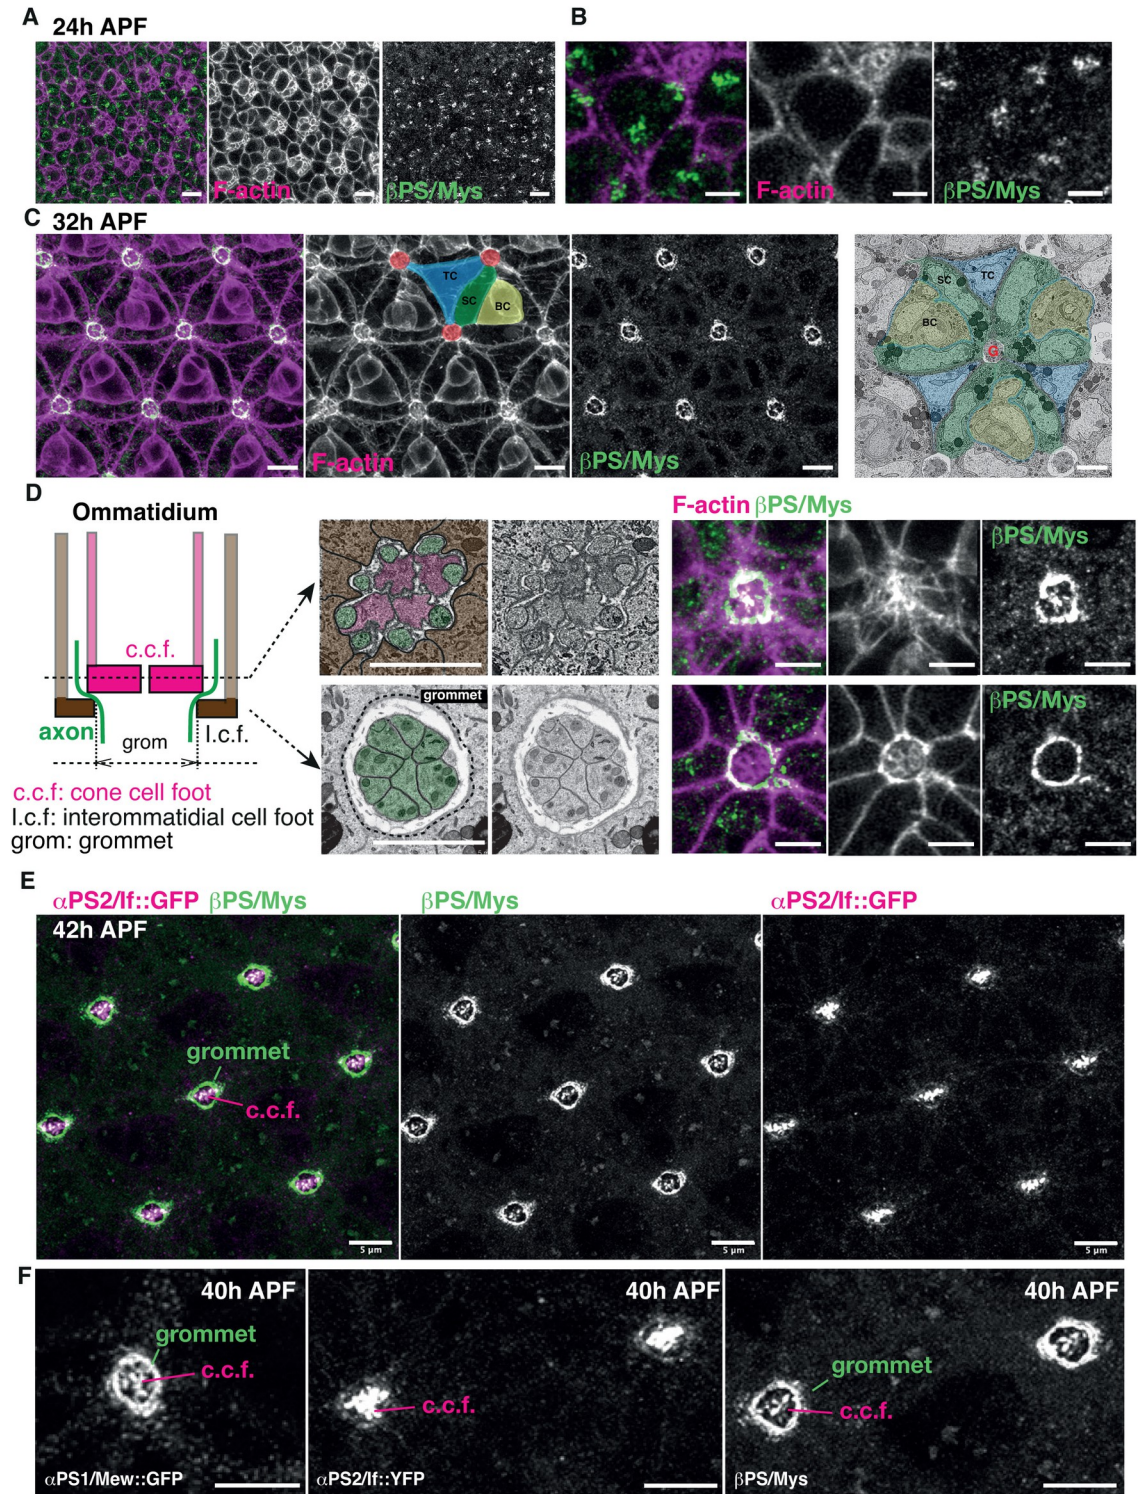 A
24h APF
B
F-actin
βPS/Mys
F-actin
βPS/Mys
C
32h APF
TC
SC
BC
F-actin
βPS/Mys
SC
TC
BC
G
D
Ommatidium
c.c.f.
axon
grom
l.c.f.
c.c.f: cone cell foot
I.c.f: interommatidial cell foot
grom: grommet
grommet
F-actin βPS/Mys
βPS/Mys
βPS/Mys
E
αPS2/If::GFP βPS/Mys
βPS/Mys
αPS2/If::GFP
42h APF
grommet
c.c.f.
5 μm
5 μm
5 μm
F
40h APF
grommet
c.c.f.
αPS1/Mew::GFP
40h APF
c.c.f.
αPS2/If::YFP
40h APF
grommet
c.c.f.
βPS/Mys